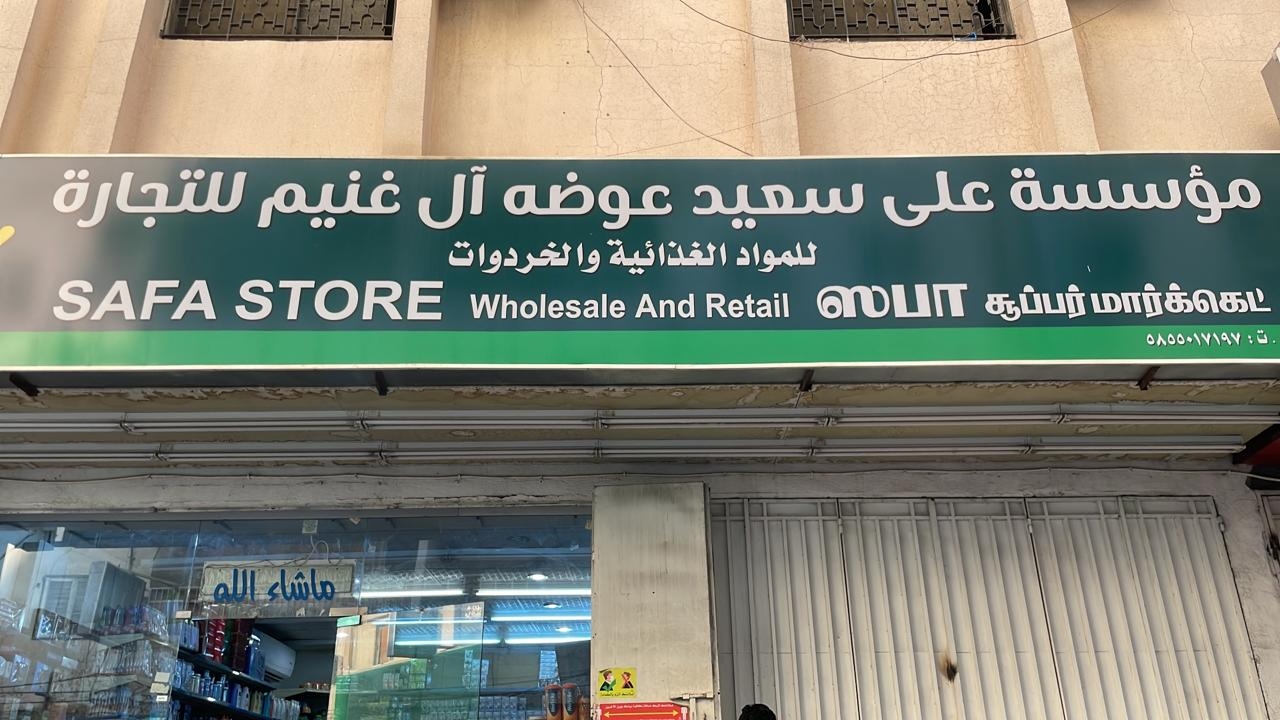 مؤسسة على سعيد عوضه آل غنيم للتجارة
للمواد الغذائية والخردوات
SAFA STORE Wholesale And Retail ஸபா சூப்பர் மார்க்கெட்
ت : ٥٨٥٥٠١٧١٩٧
ماشاء الله